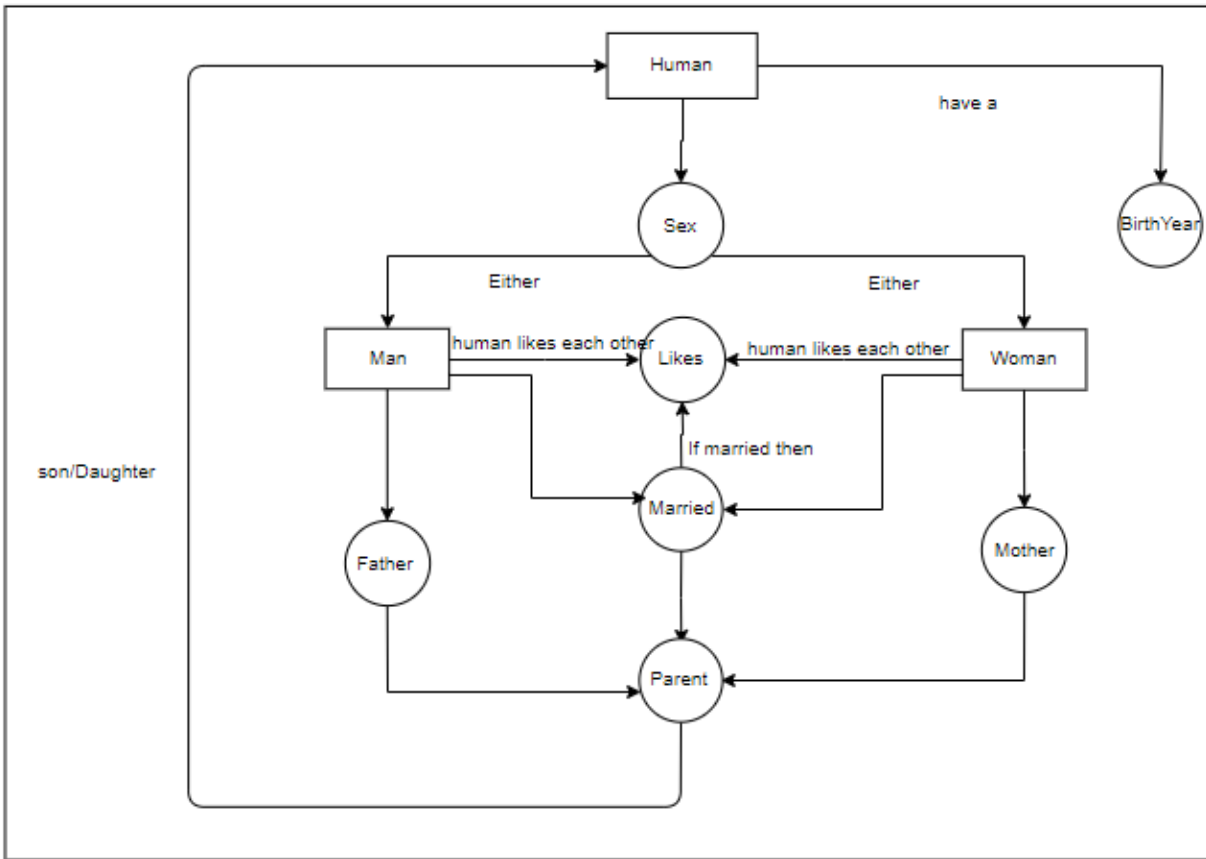 Human
have a
Sex
BirthYear
Either
Either
Man
human likes each other
Likes
human likes each other
Woman
If married then
son/Daughter
Married
Father
Mother
Parent